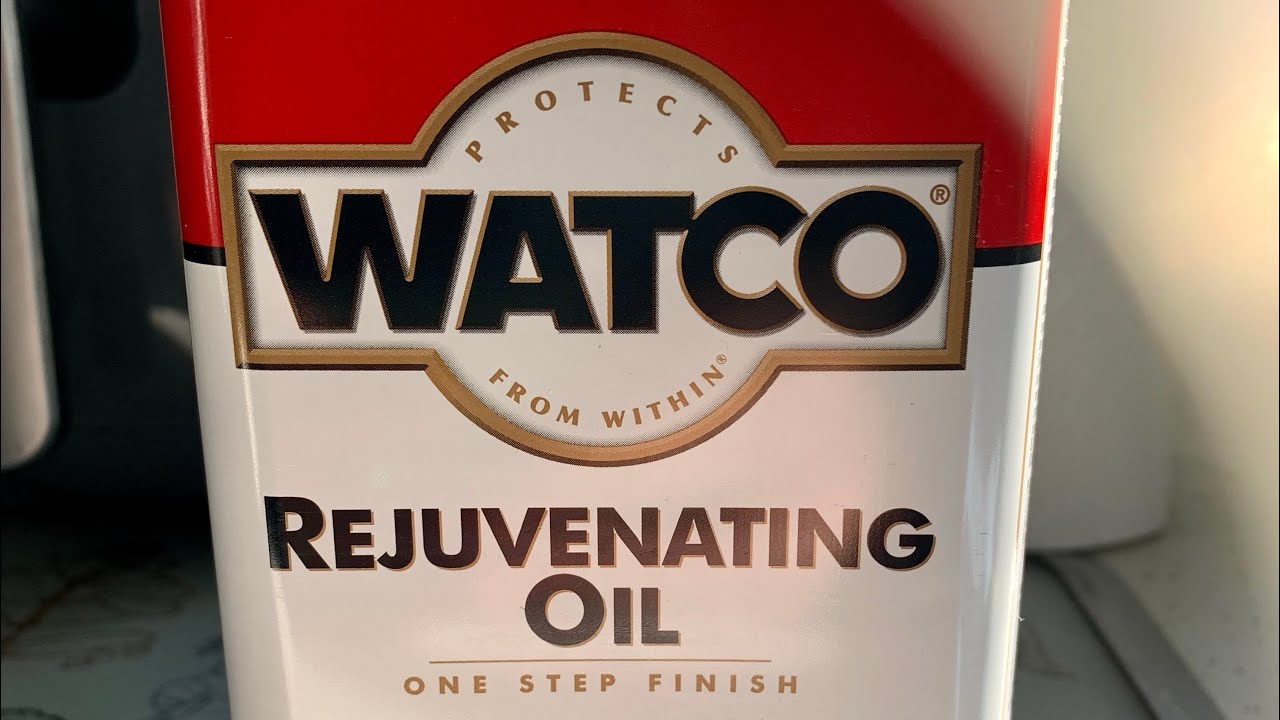 PROTECTS
WATCO®
FROM WITHIN®
REJUVENATING
OIL
ONE STEP FINISH